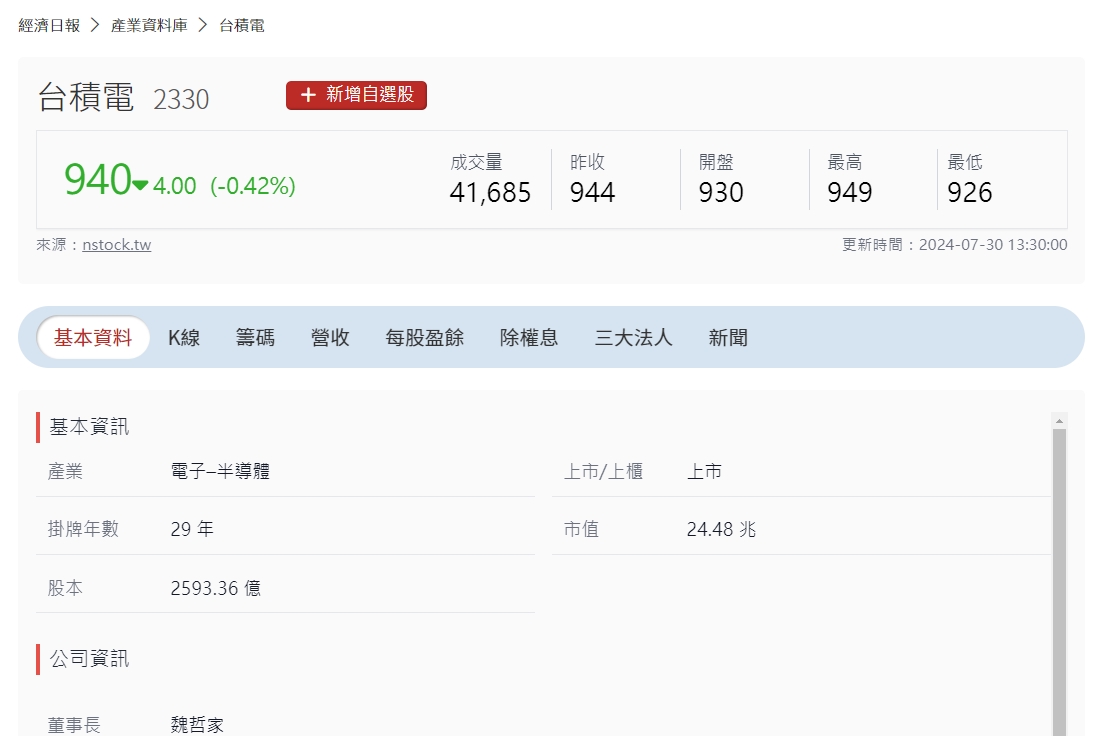 經濟日報 > 產業資料庫 > 台積電
台積電 2330 + 新增自選股
940▼4.00 (-0.42%)
成交量 昨收 開盤 最高 最低
41,685 944 930 949 926
來源：nstock.tw 更新時間：2024-07-30 13:30:00
基本資料 K線 籌碼 營收 每股盈餘 除權息 三大法人 新聞
基本資訊
產業 電子–半導體 上市/上櫃 上市
掛牌年數 29 年 市值 24.48 兆
股本 2593.36 億
公司資訊
董事長 魏哲家